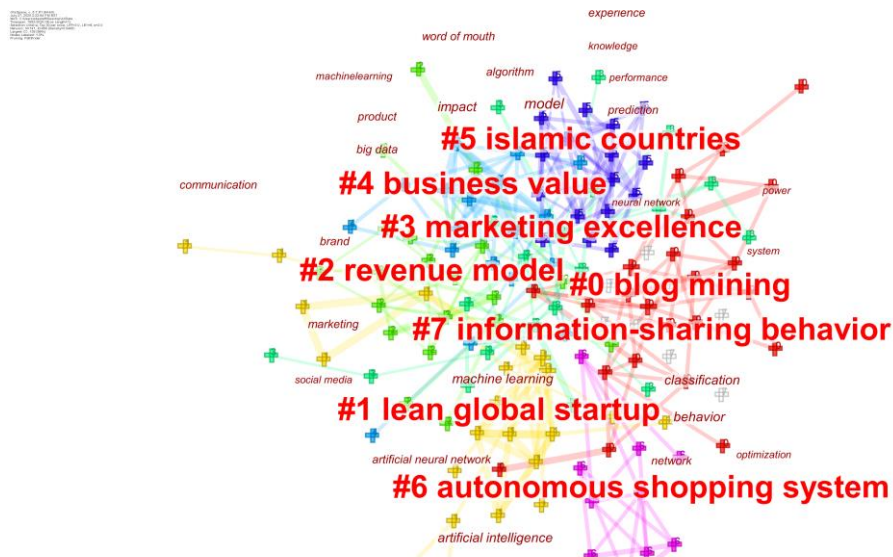 experience
word of mouth
knowledge
machinelearning
algorithm
performance
impact
model
prediction
product
#5 islamic countries
big data
communication
#4 business value
power
neural network
#3 marketing excellence
brand
system
#2 revenue model
#0 blog mining
marketing
#7 information-sharing behavior
social media
machine learning
classification
#1 lean global startup
behavior
artificial neural network
network
optimization
#6 autonomous shopping system
artificial intelligence